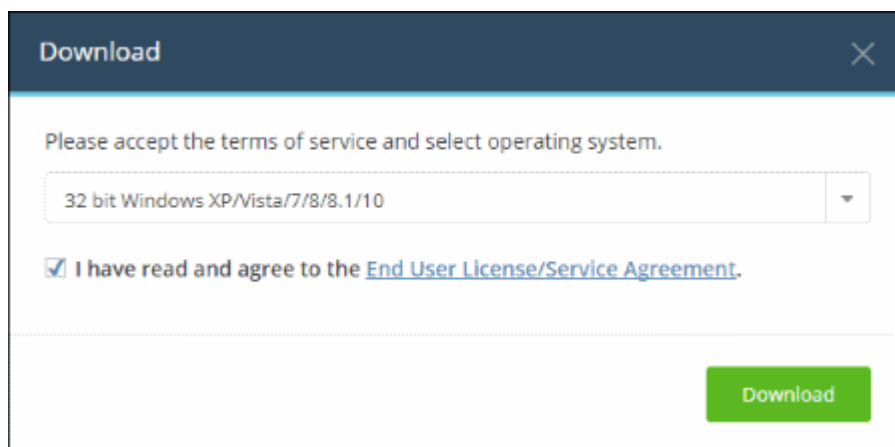 Download
Please accept the terms of service and select operating system.
32 bit Windows XP/Vista/7/8/8.1/10
I have read and agree to the End User License/Service Agreement.
Download